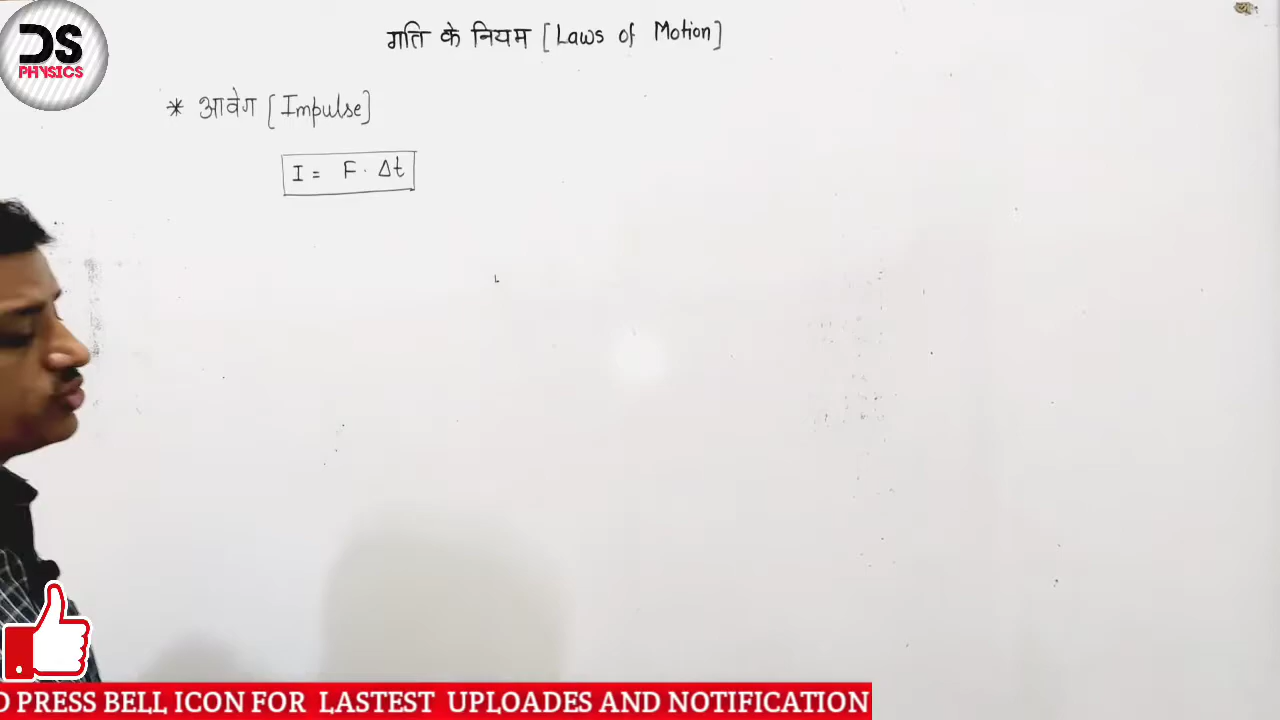 DS
PHYSICS
गति के नियम [Laws of Motion]
* आवेग [Impulse]
I = F · Δt
PRESS BELL ICON FOR LASTEST UPLOADES AND NOTIFICATION